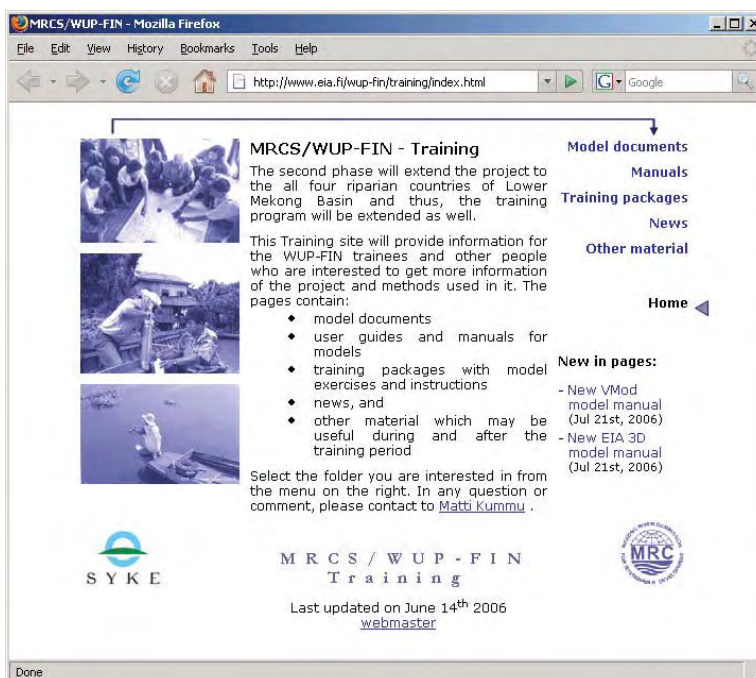 MRCS/WUP-FIN - Mozilla Firefox
File Edit View History Bookmarks Tools Help
http://www.eia.fi/wup-fin/training/index.html
G Google
MRCS/WUP-FIN - Training
The second phase will extend the project to
the all four riparian countries of Lower
Mekong Basin and thus, the training
program will be extended as well.
This Training site will provide information for
the WUP-FIN trainees and other people
who are interested to get more information
of the project and methods used in it. The
pages contain:
model documents
user guides and manuals for
models
training packages with model
exercises and instructions
news, and
other material which may be
useful during and after the
training period
Select the folder you are interested in from
the menu on the right. In any question or
comment, please contact to Matti Kummu .
Model documents
Manuals
Training packages
News
Other material
Home
New in pages:
- New VMod
model manual
(Jul 21st, 2006)
- New EIA 3D
model manual
(Jul 21st, 2006)
SYKE
MRCS/WUP-FIN
Training
Last updated on June 14th 2006
webmaster
MEKONG RIVER COMMISSION
FOR SUSTAINABLE DEVELOPMENT
MRC
Done